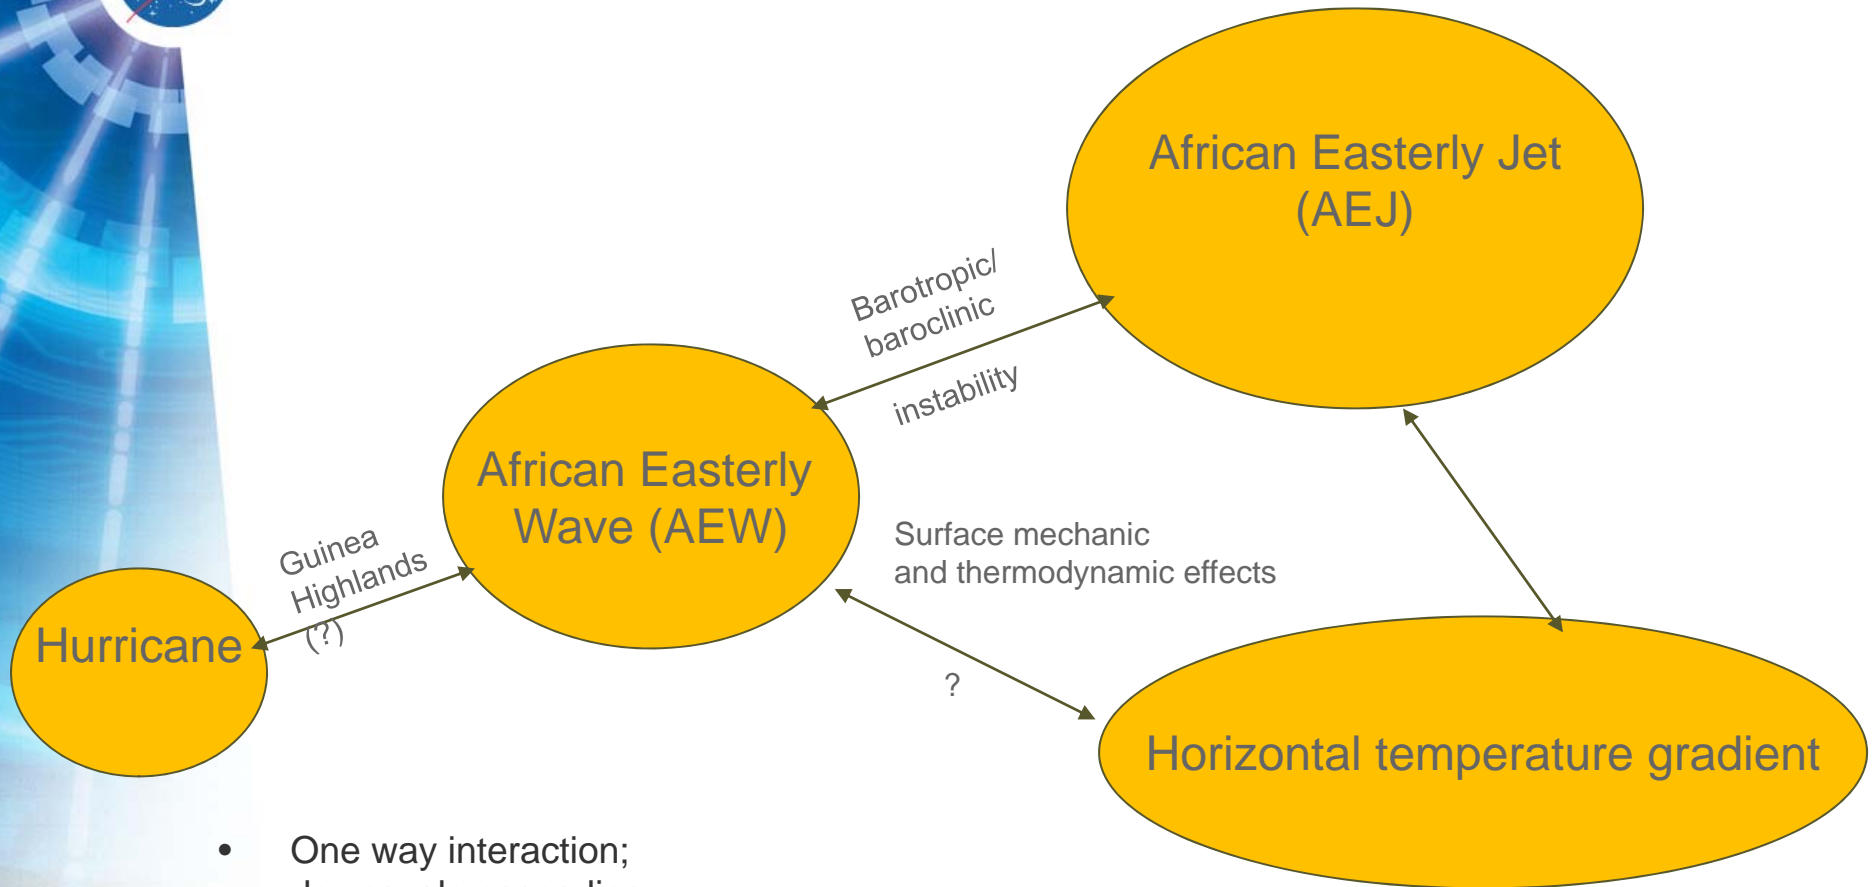 African Easterly Jet
(AEJ)
Barotropic/
baroclinic
instability
African Easterly
Wave (AEW)
Surface mechanic
and thermodynamic effects
Guinea
Highlands
(?)
Hurricane
?
Horizontal temperature gradient
• One way interaction;